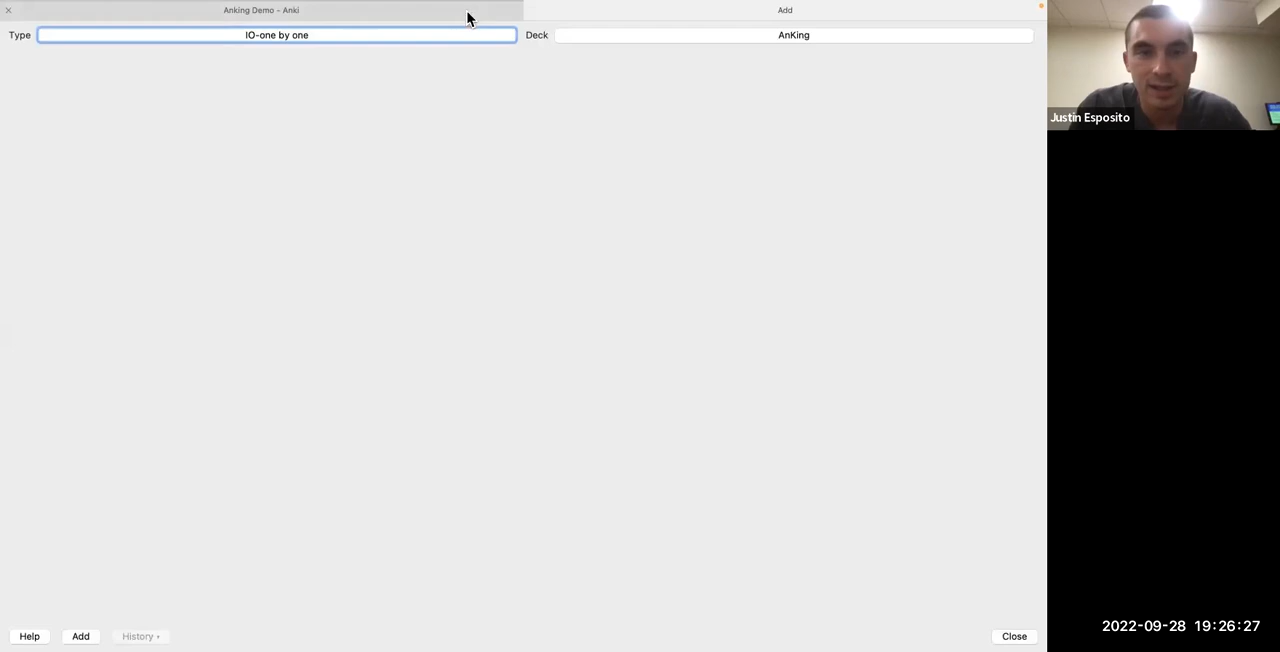 Anking Demo - Anki
Add
Type
IO-one by one
Deck
AnKing
Justin Esposito
Help
Add
History
Close
2022-09-28 19:26:27